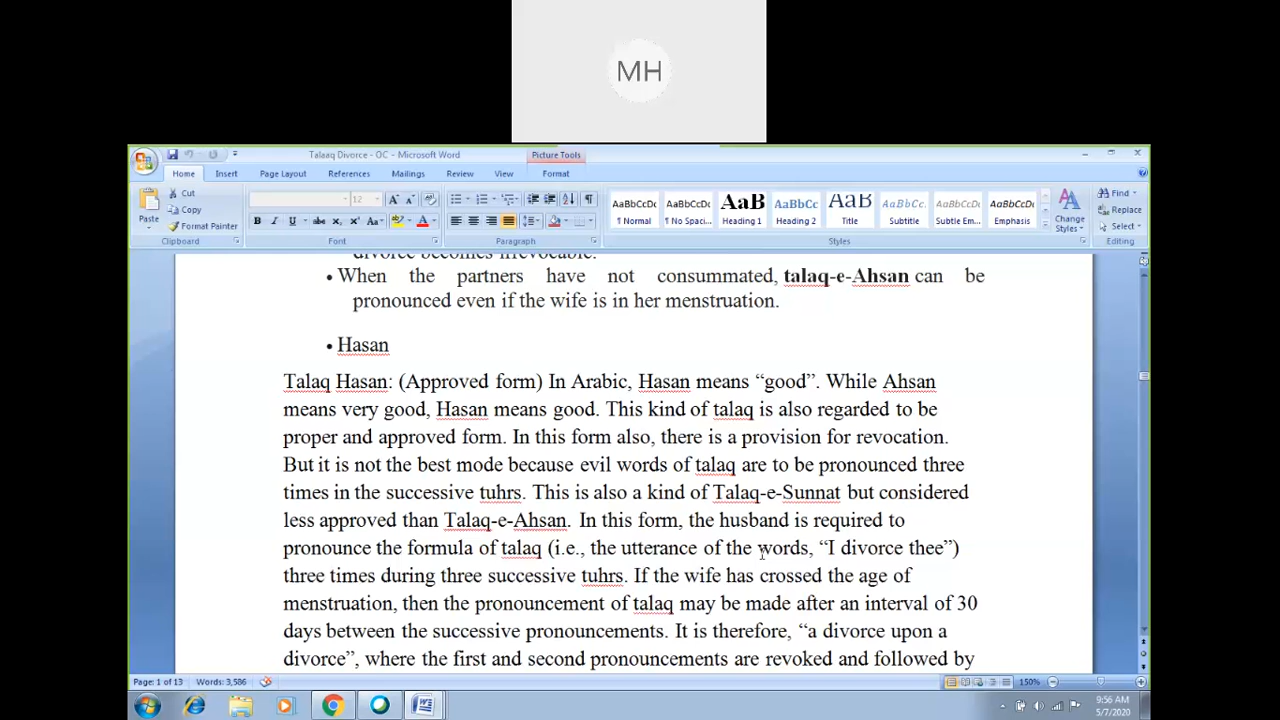 MH
Talaaq Divorce - OC - Microsoft Word
Picture Tools
Home Insert Page Layout References Mailings Review View Format
Paste
Cut
Copy
Format Painter
Clipboard
12
Font
Paragraph
AaBbCcDc AaBbCcDc AaB AaBbCc AaB AaBbCc. AaBbCcDc AaBbCcDc
¶ Normal ¶ No Spaci... Heading 1 Heading 2 Title Subtitle Subtle Em... Emphasis
Change Styles
Styles
Find
Replace
Select
Editing
divorce becomes irrevocable.
• When the partners have not consummated, talaq-e-Ahsan can be
pronounced even if the wife is in her menstruation.
• Hasan
Talaq Hasan: (Approved form) In Arabic, Hasan means “good”. While Ahsan
means very good, Hasan means good. This kind of talaq is also regarded to be
proper and approved form. In this form also, there is a provision for revocation.
But it is not the best mode because evil words of talaq are to be pronounced three
times in the successive tuhrs. This is also a kind of Talaq-e-Sunnat but considered
less approved than Talaq-e-Ahsan. In this form, the husband is required to
pronounce the formula of talaq (i.e., the utterance of the words, “I divorce thee”)
three times during three successive tuhrs. If the wife has crossed the age of
menstruation, then the pronouncement of talaq may be made after an interval of 30
days between the successive pronouncements. It is therefore, “a divorce upon a
divorce”, where the first and second pronouncements are revoked and followed by
Page: 1 of 13 Words: 3,586 150%
9:56 AM
5/7/2020